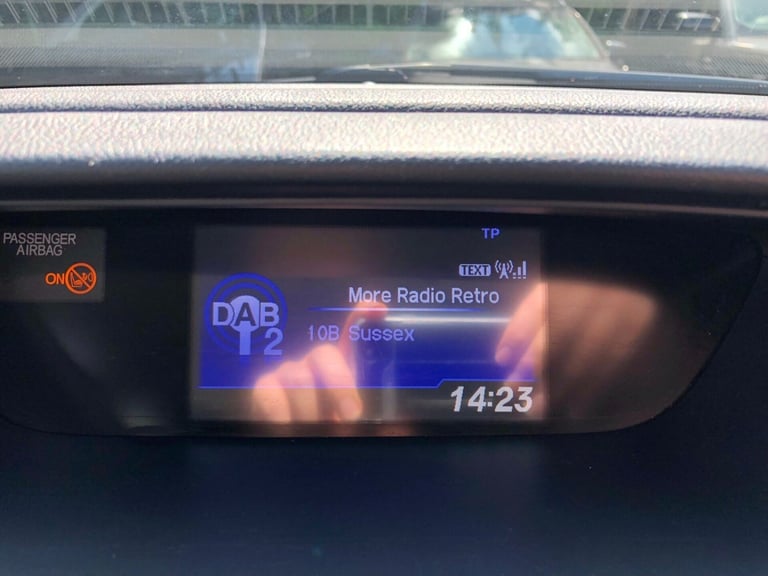 PASSENGER
AIRBAG
ON
TP
TEXT
DAB
2
More Radio Retro
10B Sussex
14:23